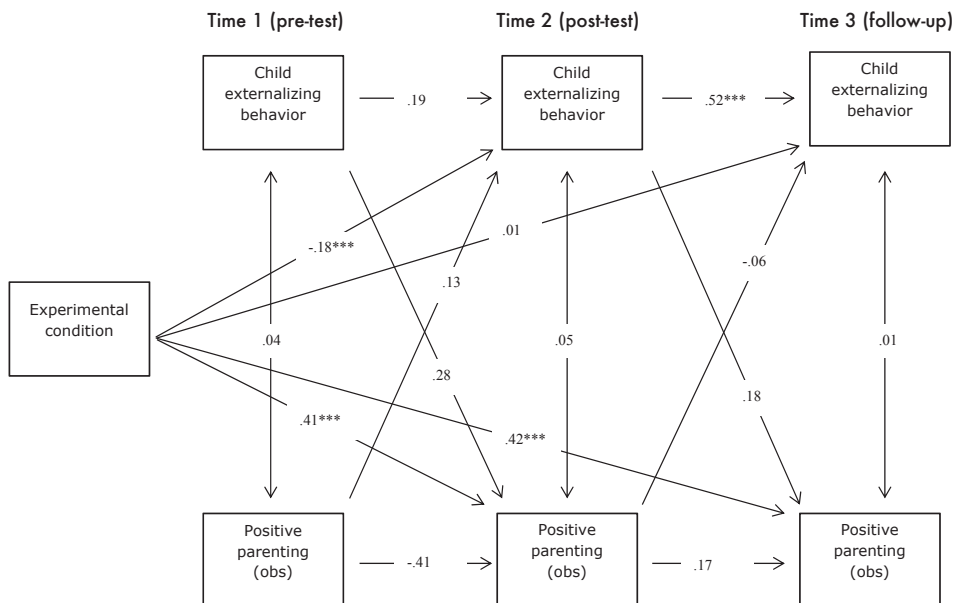 Time 1 (pre-test)
Time 2 (post-test)
Time 3 (follow-up)
Child
externalizing
behavior
.19
Child
externalizing
behavior
.52***
Child
externalizing
behavior
-.18***
.01
.13
-.06
Experimental
condition
.04
.05
.01
.28
.18
.41***
.42***
Positive
parenting
(obs)
-.41
Positive
parenting
(obs)
.17
Positive
parenting
(obs)